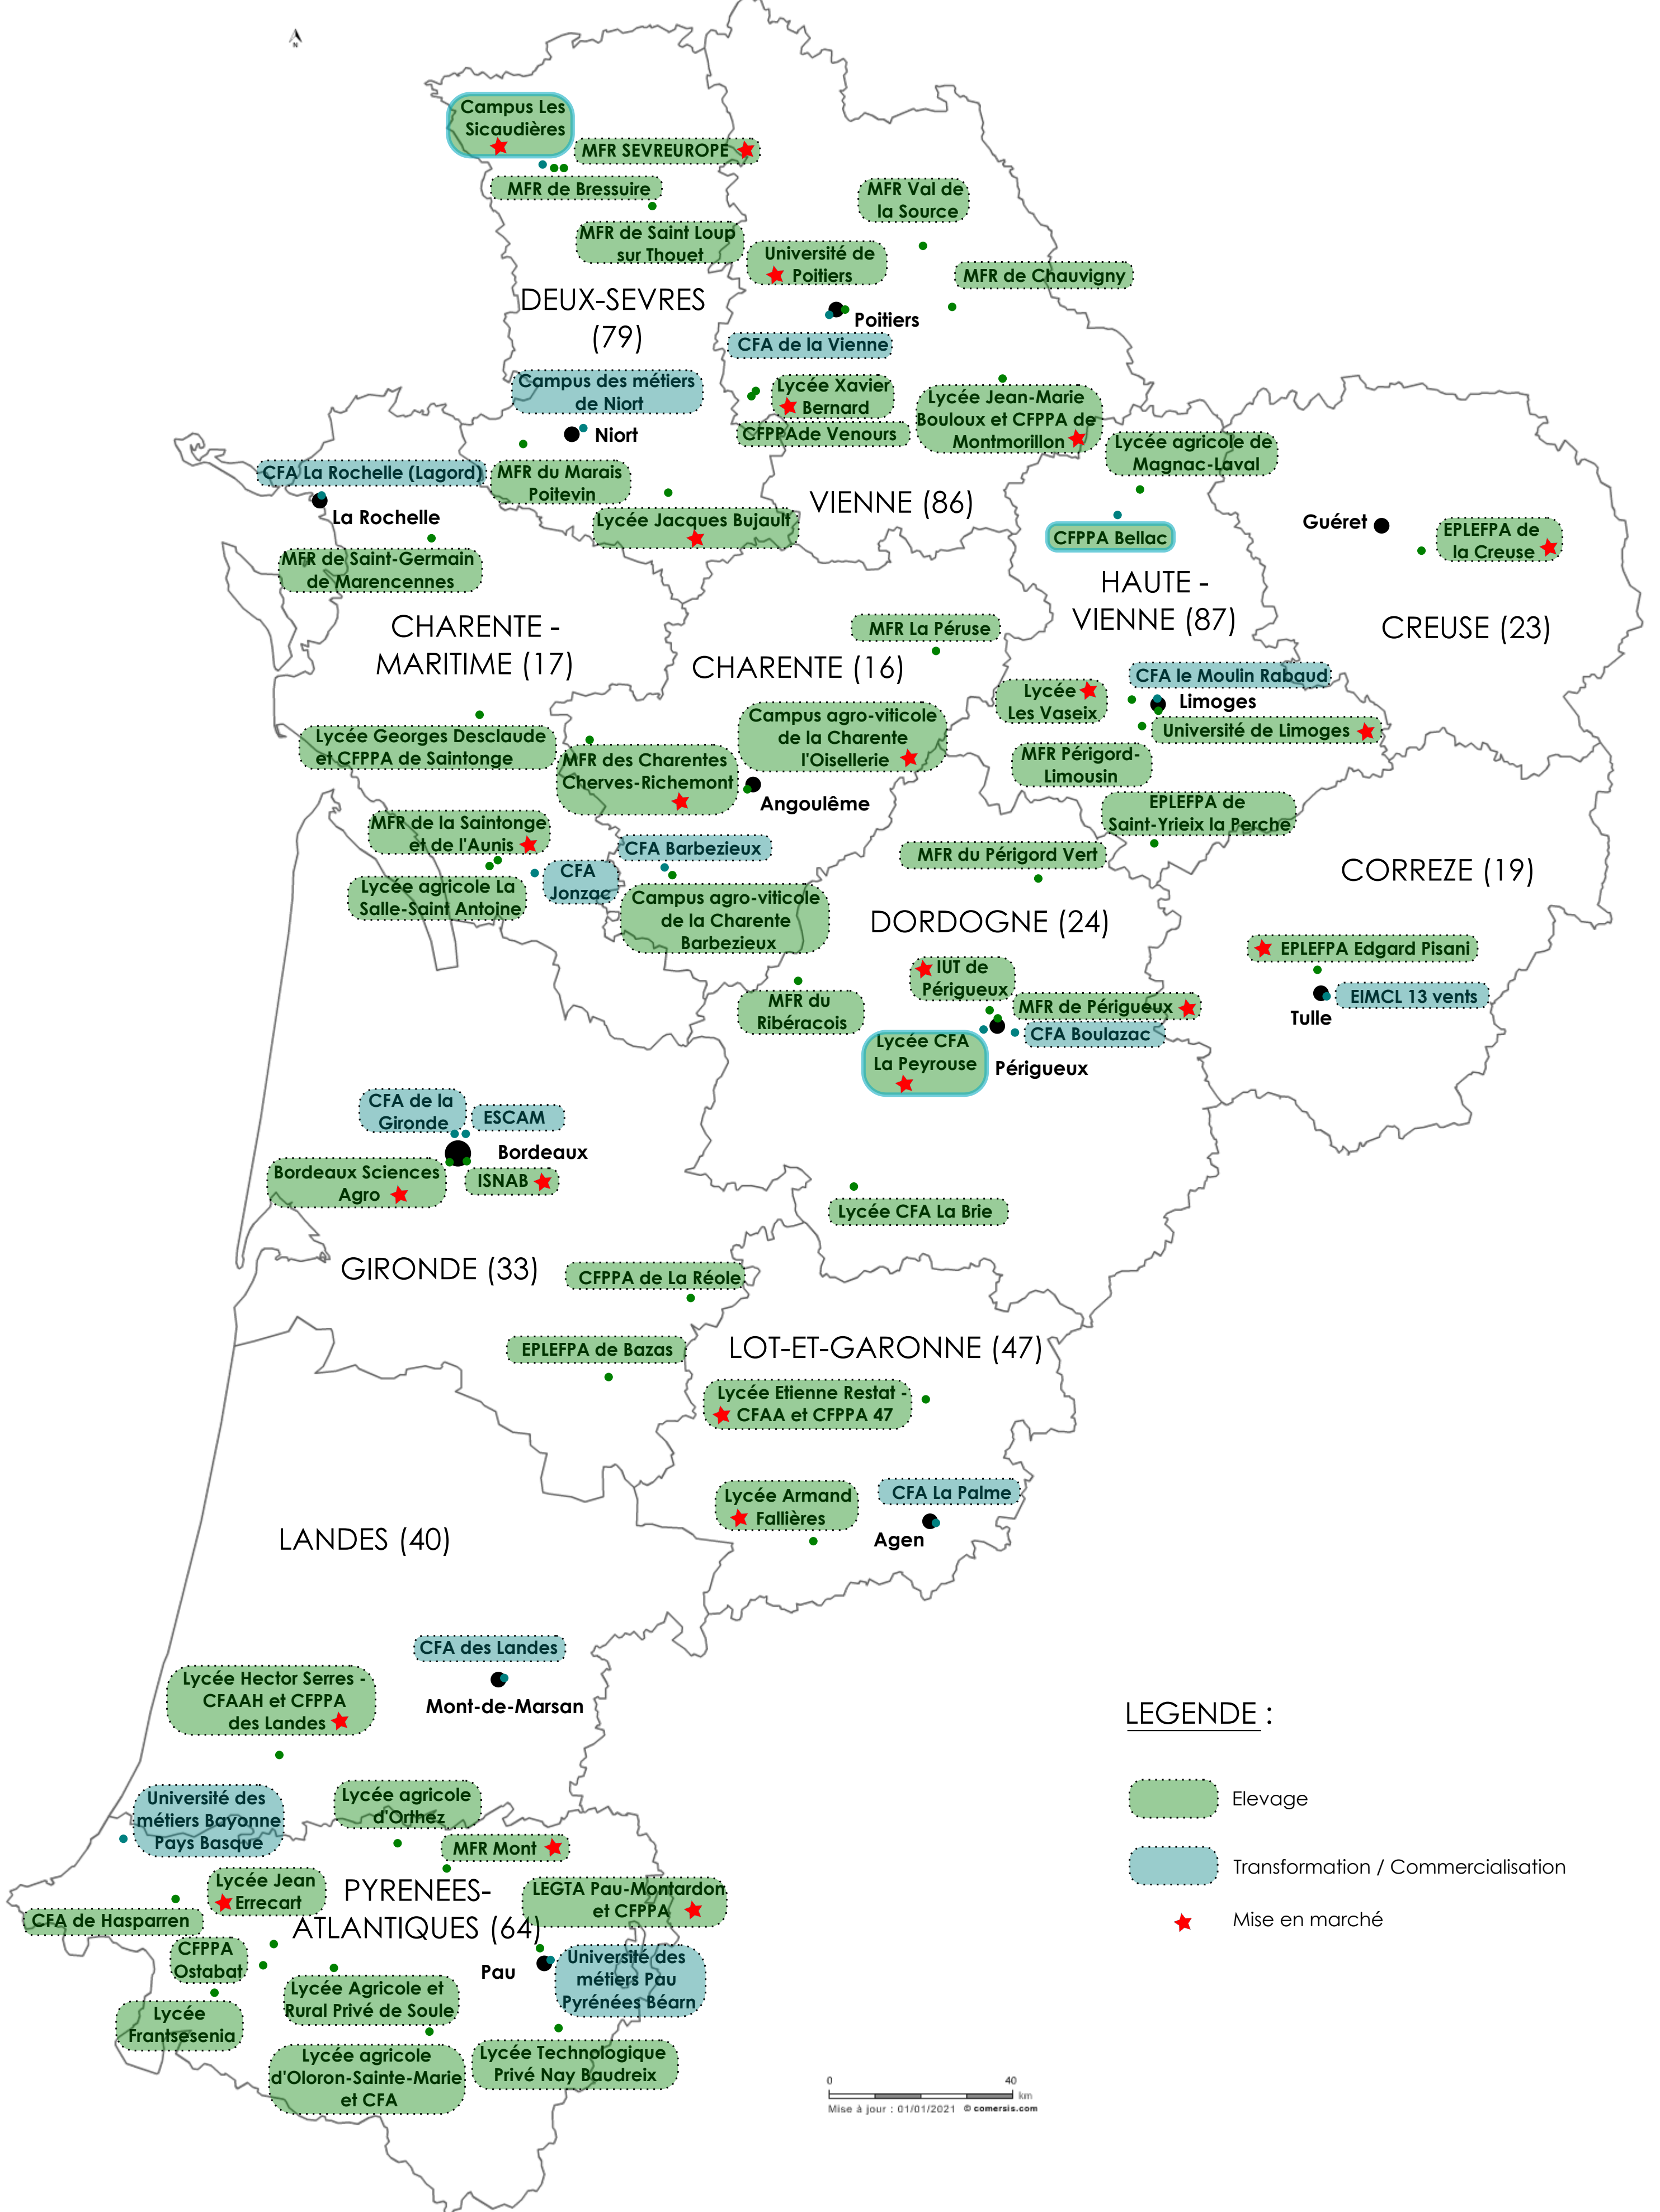 N
Campus Les
Sicaudières
MFR SEVREUROPE
MFR de Bressuire
MFR de Saint Loup
sur Thouet
MFR Val de
la Source
Université de
Poitiers
MFR de Chauvigny
DEUX-SEVRES
(79)
Poitiers
CFA de la Vienne
Campus des métiers
de Niort
Niort
Lycée Xavier
Bernard
CFPPAde Venours
Lycée Jean-Marie
Bouloux et CFPPA de
Montmorillon
Lycée agricole de
Magnac-Laval
CFA La Rochelle (Lagord)
La Rochelle
MFR du Marais
Poitevin
Lycée Jacques Bujault
VIENNE (86)
CFPPA Bellac
Guéret
EPLEFPA de
la Creuse
MFR de Saint-Germain
de Marencennes
HAUTE -
VIENNE (87)
CREUSE (23)
CHARENTE -
MARITIME (17)
MFR La Péruse
CHARENTE (16)
CFA le Moulin Rabaud
Lycée
Les Vaseix
Limoges
Université de Limoges
MFR Périgord-
Limousin
Campus agro-viticole
de la Charente
l'Oisellerie
Lycée Georges Desclaude
et CFPPA de Saintonge
MFR des Charentes
Cherves-Richemont
Angoulême
EPLEFPA de
Saint-Yrieix la Perche
MFR de la Saintonge
et de l'Aunis
CFA Barbezieux
MFR du Périgord Vert
CORREZE (19)
CFA
Jonzac
Lycée agricole La
Salle-Saint Antoine
Campus agro-viticole
de la Charente
Barbezieux
DORDOGNE (24)
EPLEFPA Edgard Pisani
IUT de
Périgueux
MFR du
Ribéracois
MFR de Périgueux
EIMCL 13 vents
Tulle
CFA Boulazac
Lycée CFA
La Peyrouse
Périgueux
CFA de la
Gironde
ESCAM
Bordeaux
Bordeaux Sciences
Agro
ISNAB
Lycée CFA La Brie
GIRONDE (33)
CFPPA de La Réole
EPLEFPA de Bazas
LOT-ET-GARONNE (47)
Lycée Etienne Restat -
CFAA et CFPPA 47
Lycée Armand
Fallières
CFA La Palme
Agen
LANDES (40)
CFA des Landes
Mont-de-Marsan
Lycée Hector Serres -
CFAAH et CFPPA
des Landes
Université des
métiers Bayonne
Pays Basque
Lycée agricole
d'Orthez
MFR Mont
Lycée Jean
Errecart
PYRENEES-
ATLANTIQUES (64)
LEGTA Pau-Montardon
et CFPPA
CFA de Hasparren
CFPPA
Ostabat
Pau
Université des
métiers Pau
Pyrénées Béarn
Lycée Agricole et
Rural Privé de Soule
Lycée
Frantsesenia
Lycée agricole
d'Oloron-Sainte-Marie
et CFA
Lycée Technologique
Privé Nay Baudreix
LEGENDE :
Elevage
Transformation / Commercialisation
Mise en marché
0 40
km
Mise à jour : 01/01/2021 © comersis.com